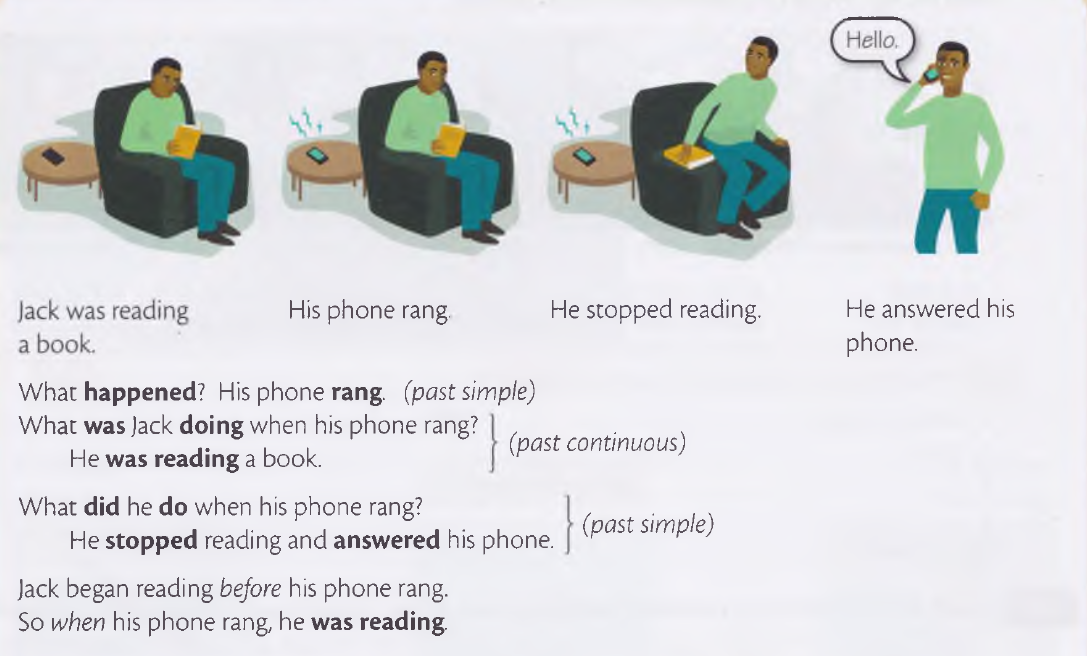 Hello.
Jack was reading
a book.
His phone rang.
He stopped reading.
He answered his
phone.
What happened? His phone rang. (past simple)
What was Jack doing when his phone rang?
He was reading a book.
(past continuous)
What did he do when his phone rang?
He stopped reading and answered his phone.
(past simple)
Jack began reading before his phone rang.
So when his phone rang, he was reading.